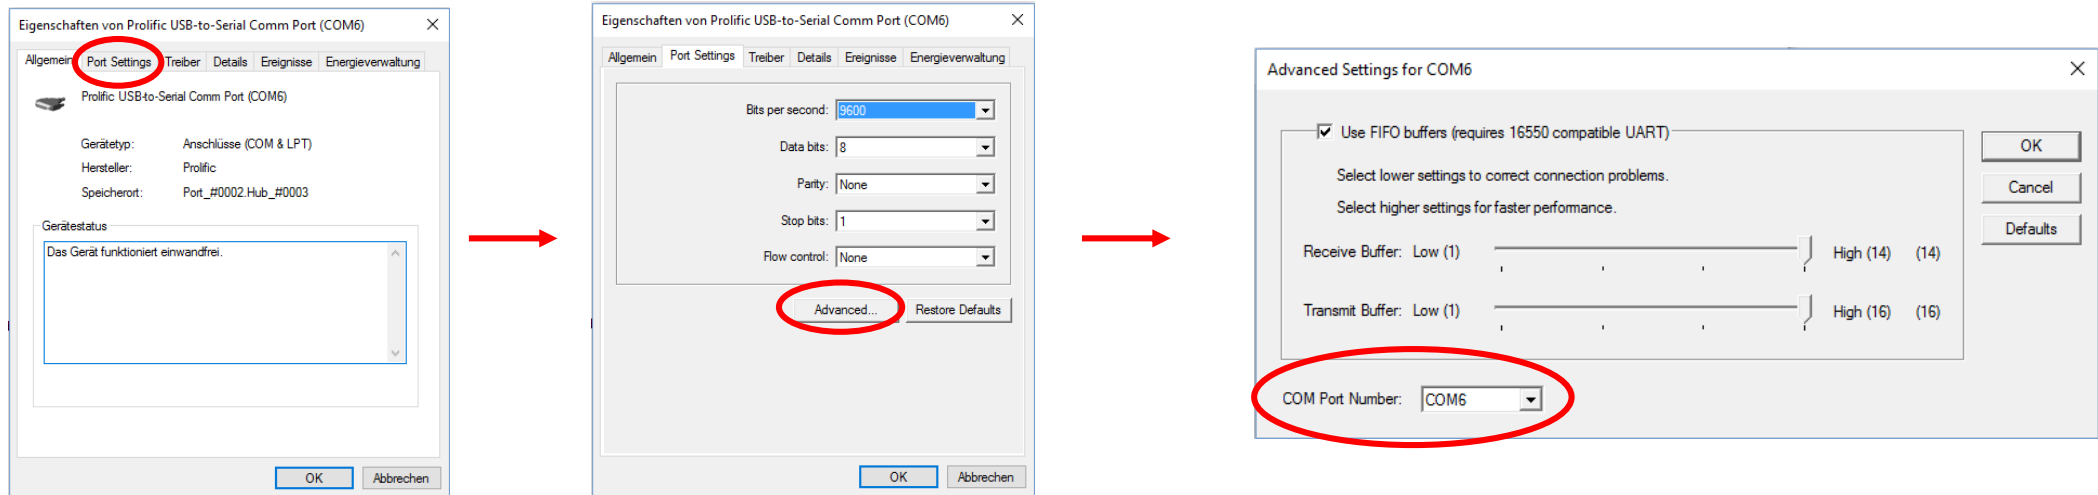 Eigenschaften von Prolific USB-to-Serial Comm Port (COM6)
Allgemein Port Settings Treiber Details Ereignisse Energieverwaltung
Prolific USB-to-Serial Comm Port (COM6)
Gerätetyp: Anschlüsse (COM & LPT)
Hersteller: Prolific
Speicherort: Port_#0002.Hub_#0003
Gerätestatus
Das Gerät funktioniert einwandfrei.
OK Abbrechen
Eigenschaften von Prolific USB-to-Serial Comm Port (COM6)
Allgemein Port Settings Treiber Details Ereignisse Energieverwaltung
Bits per second: 9600
Data bits: 8
Parity: None
Stop bits: 1
Flow control: None
Advanced... Restore Defaults
OK Abbrechen
Advanced Settings for COM6
Use FIFO buffers (requires 16550 compatible UART)
OK
Select lower settings to correct connection problems.
Cancel
Select higher settings for faster performance.
Defaults
Receive Buffer: Low (1) High (14) (14)
Transmit Buffer: Low (1) High (16) (16)
COM Port Number: COM6